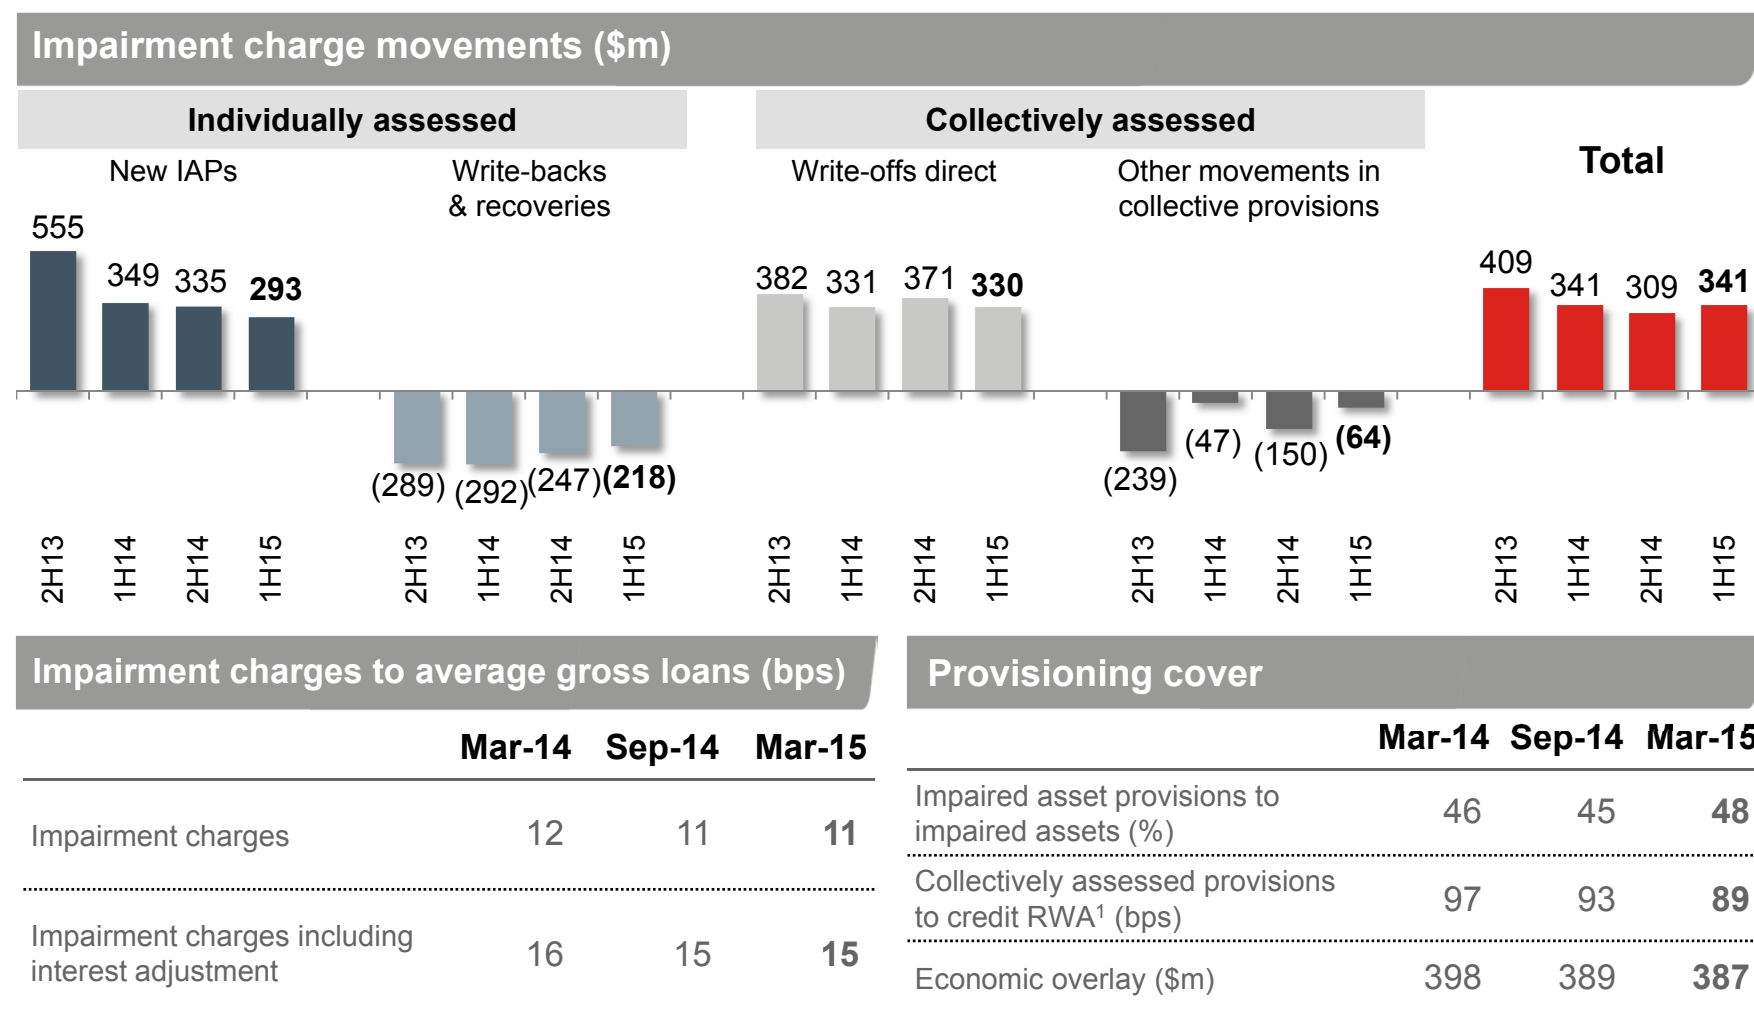 Impairment charge movements ($m)
Individually assessed
Collectively assessed
Total
New IAPs
Write-backs
& recoveries
Write-offs direct
Other movements in
collective provisions
555
349
335
293
(289)
(292)
(247)
(218)
382
331
371
330
(239)
(47)
(150)
(64)
409
341
309
341
2H13
1H14
2H14
1H15
2H13
1H14
2H14
1H15
2H13
1H14
2H14
1H15
2H13
1H14
2H14
1H15
2H13
1H14
2H14
1H15
Impairment charges to average gross loans (bps)
Mar-14 Sep-14 Mar-15
Impairment charges 12 11 11
Impairment charges including
interest adjustment 16 15 15
Provisioning cover
Mar-14 Sep-14 Mar-15
Impaired asset provisions to
impaired assets (%) 46 45 48
Collectively assessed provisions
to credit RWA¹ (bps) 97 93 89
Economic overlay ($m) 398 389 387